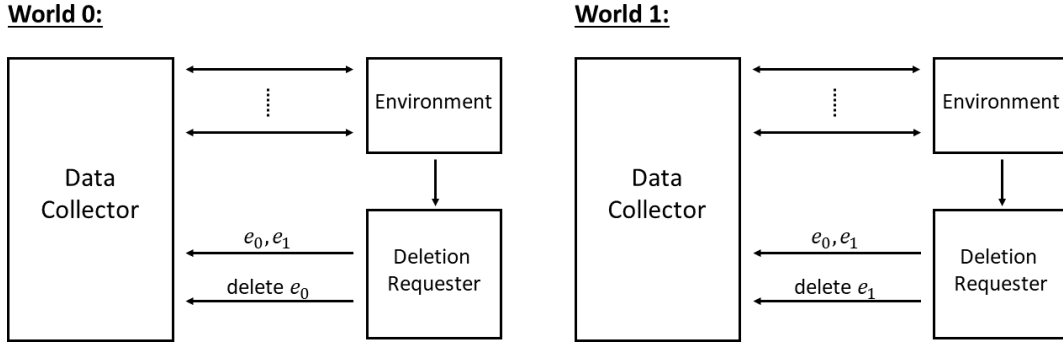 World 0:
World 1:
Data
Collector
Environment
Deletion
Requester
e₀, e₁
delete e₀
Data
Collector
Environment
Deletion
Requester
e₀, e₁
delete e₁